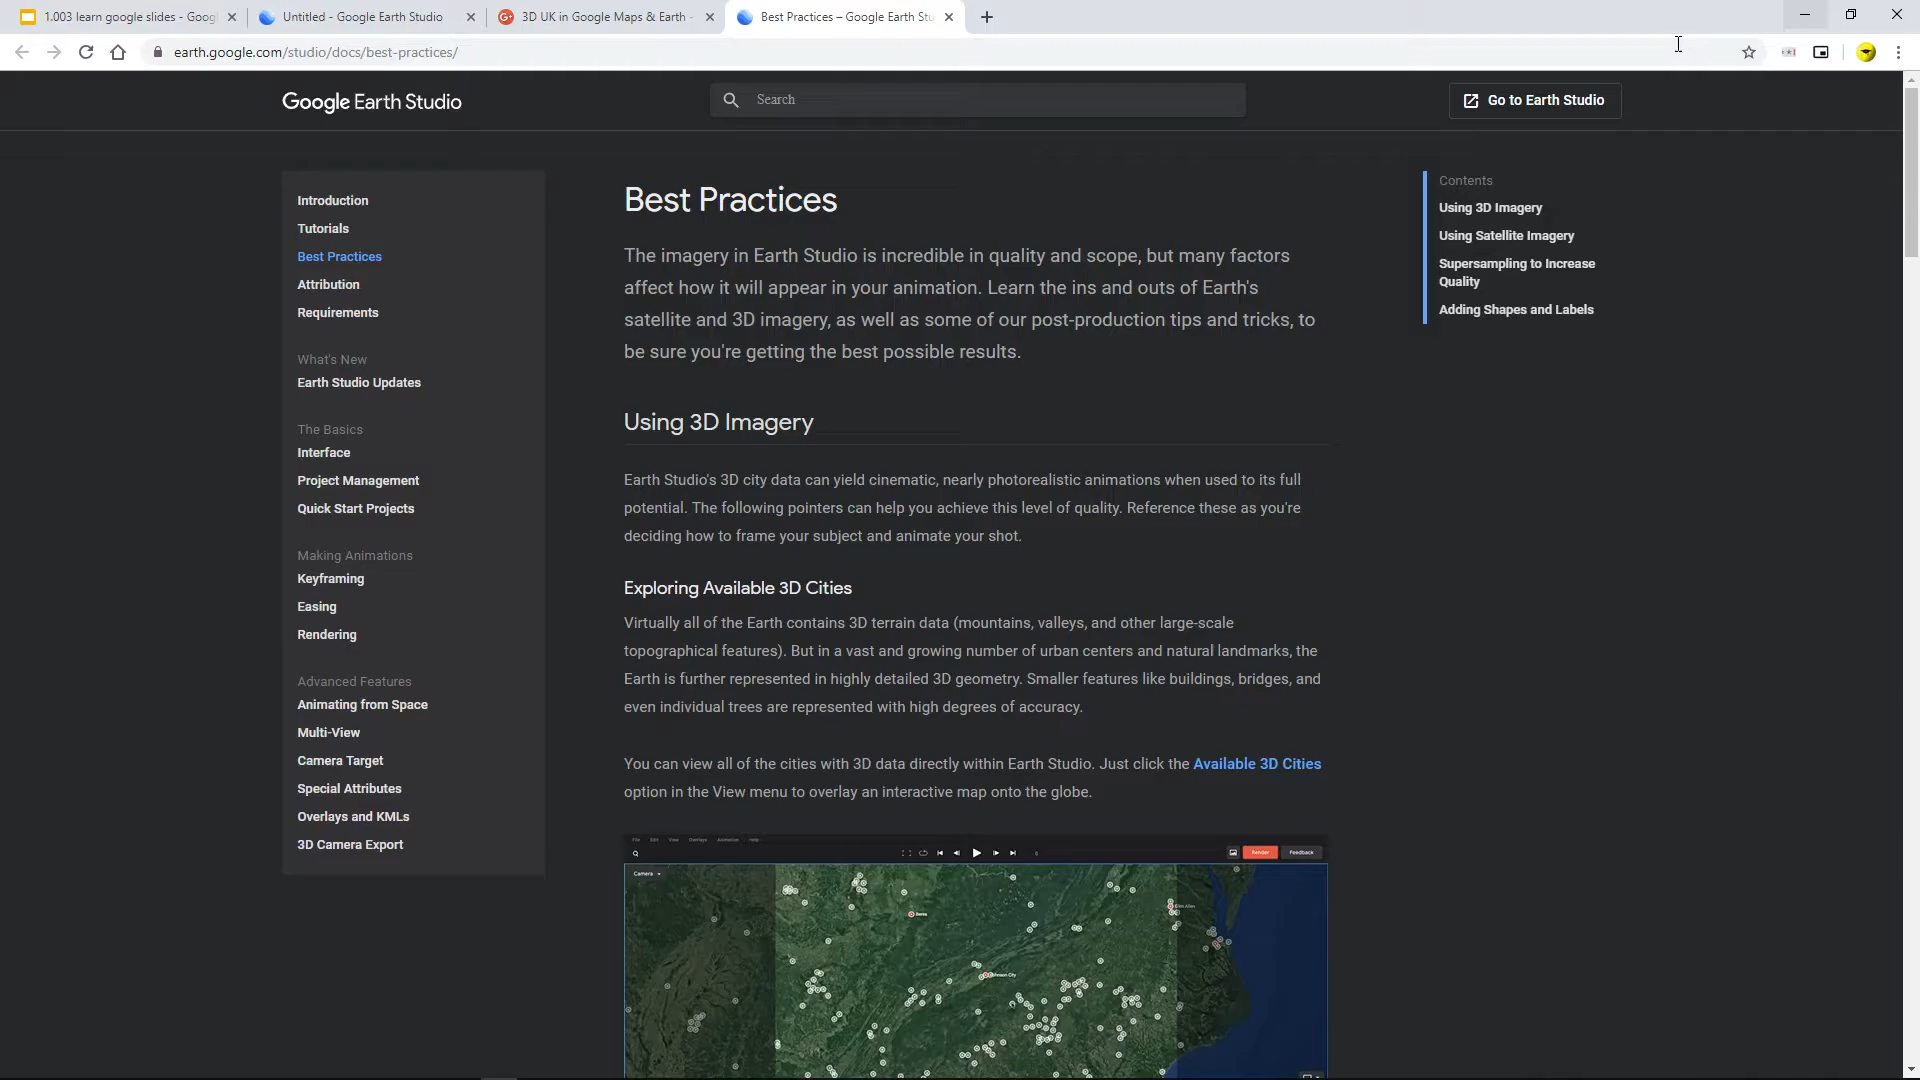 1.003 learn google slides - Goog
Untitled - Google Earth Studio
3D UK in Google Maps & Earth -
Best Practices – Google Earth Stu
earth.google.com/studio/docs/best-practices/
Google Earth Studio
Search
Go to Earth Studio
Introduction
Tutorials
Best Practices
Attribution
Requirements
What's New
Earth Studio Updates
The Basics
Interface
Project Management
Quick Start Projects
Making Animations
Keyframing
Easing
Rendering
Advanced Features
Animating from Space
Multi-View
Camera Target
Special Attributes
Overlays and KMLs
3D Camera Export
Best Practices
The imagery in Earth Studio is incredible in quality and scope, but many factors
affect how it will appear in your animation. Learn the ins and outs of Earth's
satellite and 3D imagery, as well as some of our post-production tips and tricks, to
be sure you're getting the best possible results.
Using 3D Imagery
Earth Studio's 3D city data can yield cinematic, nearly photorealistic animations when used to its full
potential. The following pointers can help you achieve this level of quality. Reference these as you're
deciding how to frame your subject and animate your shot.
Exploring Available 3D Cities
Virtually all of the Earth contains 3D terrain data (mountains, valleys, and other large-scale
topographical features). But in a vast and growing number of urban centers and natural landmarks, the
Earth is further represented in highly detailed 3D geometry. Smaller features like buildings, bridges, and
even individual trees are represented with high degrees of accuracy.
You can view all of the cities with 3D data directly within Earth Studio. Just click the Available 3D Cities
option in the View menu to overlay an interactive map onto the globe.
File Edit View Overlays Animation Help
Render Feedback
Camera
Contents
Using 3D Imagery
Using Satellite Imagery
Supersampling to Increase
Quality
Adding Shapes and Labels